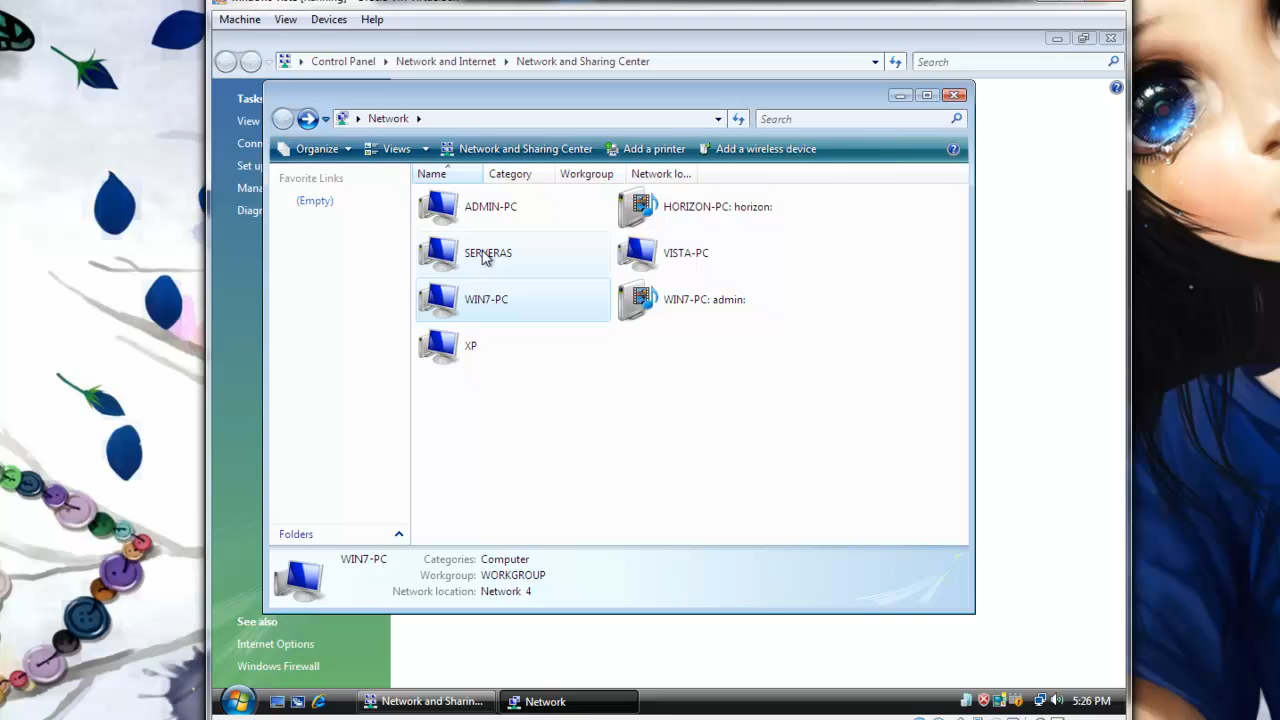 Machine View Devices Help
Control Panel Network and Internet Network and Sharing Center Search
Tasks
View
Conn
Set up
Mana
Diagr
Network Search
Organize Views Network and Sharing Center Add a printer Add a wireless device
Favorite Links
(Empty)
Name Category Workgroup Network lo...
ADMIN-PC HORIZON-PC: horizon:
SERVERAS VISTA-PC
WIN7-PC WIN7-PC: admin:
XP
Folders
WIN7-PC Categories: Computer
Workgroup: WORKGROUP
Network location: Network 4
See also
Internet Options
Windows Firewall
Network and Sharin... Network 5:26 PM